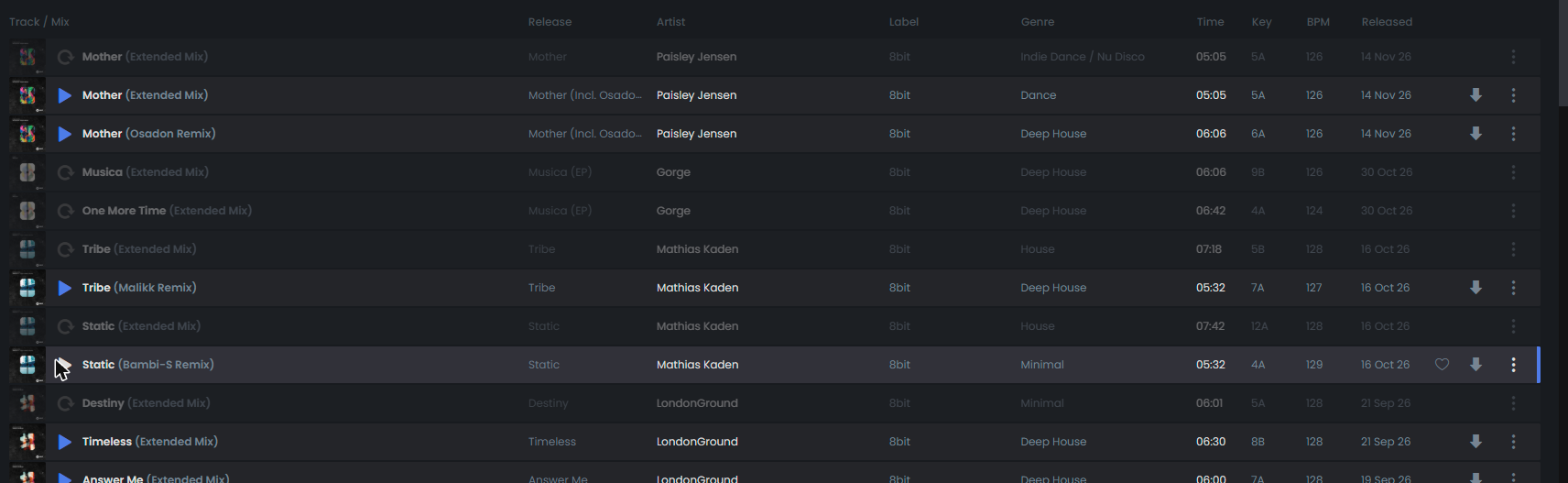 Track / Mix Release Artist Label Genre Time Key BPM Released
Mother (Extended Mix) Mother Paisley Jensen 8bit Indie Dance / Nu Disco 05:05 5A 126 14 Nov 26
Mother (Extended Mix) Mother (Incl. Osado... Paisley Jensen 8bit Dance 05:05 5A 126 14 Nov 26
Mother (Osadon Remix) Mother (Incl. Osado... Paisley Jensen 8bit Deep House 06:06 6A 126 14 Nov 26
Musica (Extended Mix) Musica (EP) Gorge 8bit Deep House 06:06 9B 126 30 Oct 26
One More Time (Extended Mix) Musica (EP) Gorge 8bit Deep House 06:42 4A 124 30 Oct 26
Tribe (Extended Mix) Tribe Mathias Kaden 8bit House 07:18 5B 128 16 Oct 26
Tribe (Malikk Remix) Tribe Mathias Kaden 8bit Deep House 05:32 7A 127 16 Oct 26
Static (Extended Mix) Static Mathias Kaden 8bit House 07:42 12A 128 16 Oct 26
Static (Bambi-S Remix) Static Mathias Kaden 8bit Minimal 05:32 4A 129 16 Oct 26
Destiny (Extended Mix) Destiny LondonGround 8bit Minimal 06:01 5A 128 21 Sep 26
Timeless (Extended Mix) Timeless LondonGround 8bit Deep House 06:30 8B 128 21 Sep 26
Answer Me (Extended Mix) Answer Me LondonGround 8bit Deep House 06:00 7A 128 19 Sep 26